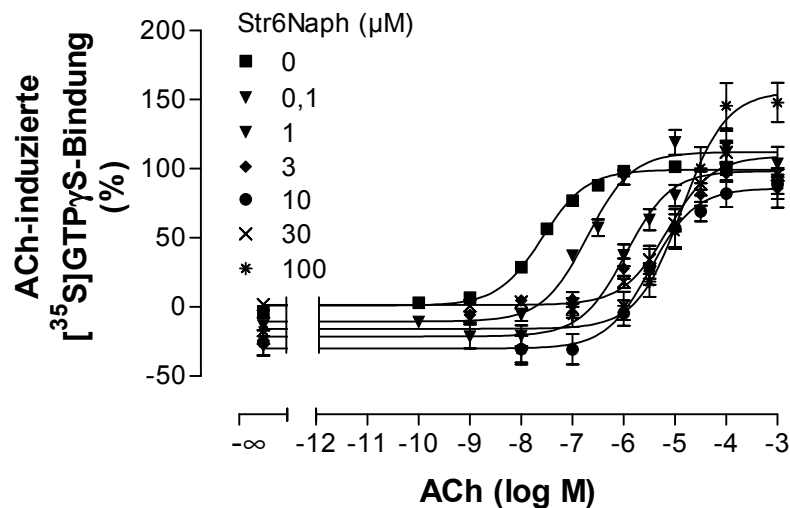 Str6Naph (µM)
0
0,1
1
3
10
30
100
ACh-induzierte
[³⁵S]GTPγS-Bindung
(%)
200
150
100
50
0
-50
-∞ -12 -11 -10 -9 -8 -7 -6 -5 -4 -3
ACh (log M)